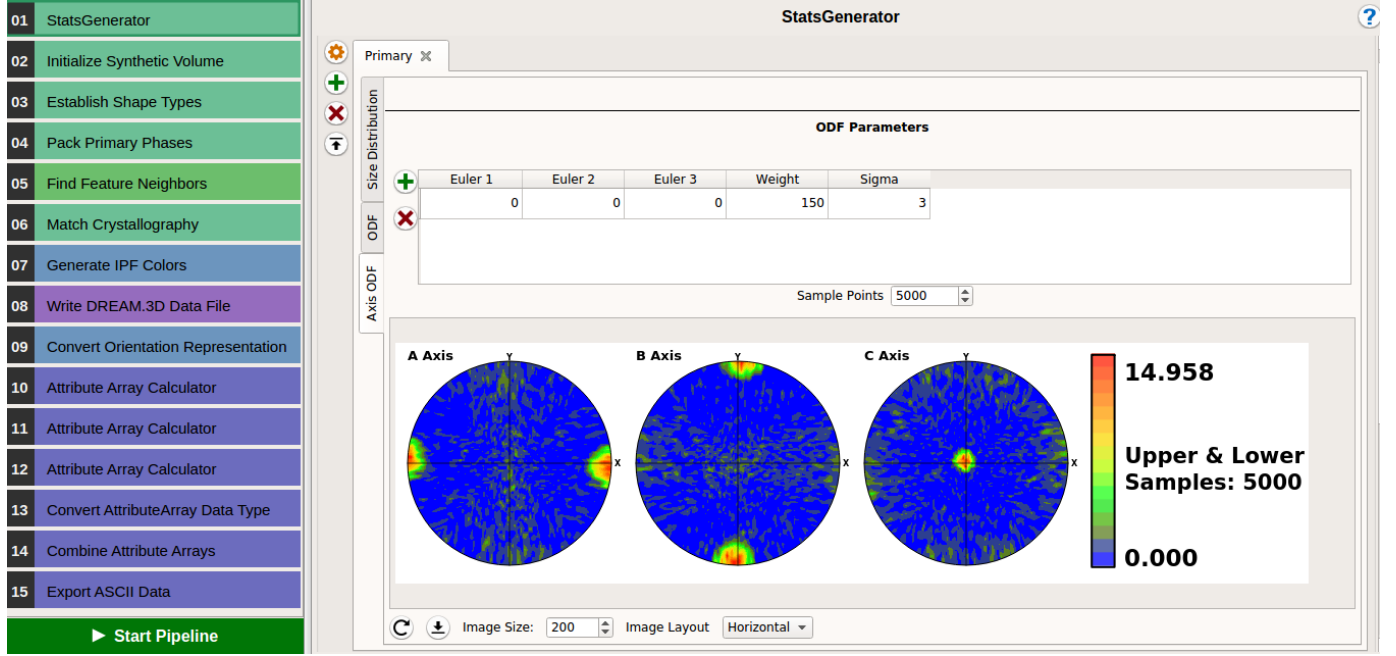 01 StatsGenerator
02 Initialize Synthetic Volume
03 Establish Shape Types
04 Pack Primary Phases
05 Find Feature Neighbors
06 Match Crystallography
07 Generate IPF Colors
08 Write DREAM.3D Data File
09 Convert Orientation Representation
10 Attribute Array Calculator
11 Attribute Array Calculator
12 Attribute Array Calculator
13 Convert AttributeArray Data Type
14 Combine Attribute Arrays
15 Export ASCII Data
Start Pipeline
StatsGenerator
?
Primary
Size Distribution
ODF
Axis ODF
ODF Parameters
Euler 1 Euler 2 Euler 3 Weight Sigma
0 0 0 150 3
Sample Points 5000
A Axis Y X
B Axis Y X
C Axis Y X
14.958
Upper & Lower
Samples: 5000
0.000
Image Size: 200 Image Layout Horizontal